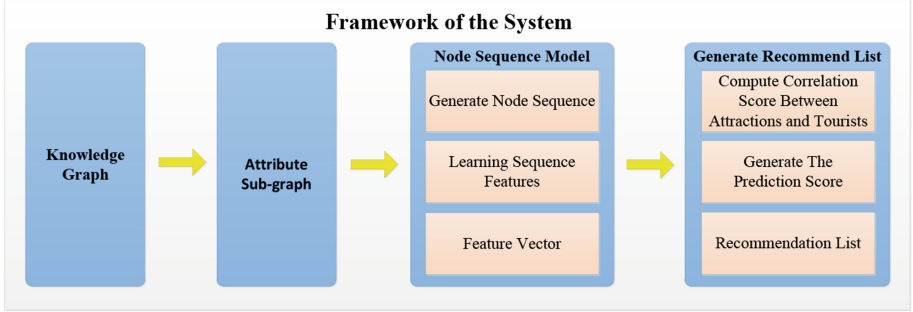 Framework of the System
Knowledge
Graph
Attribute
Sub-graph
Node Sequence Model
Generate Node Sequence
Learning Sequence
Features
Feature Vector
Generate Recommend List
Compute Correlation
Score Between
Attractions and Tourists
Generate The
Prediction Score
Recommendation List